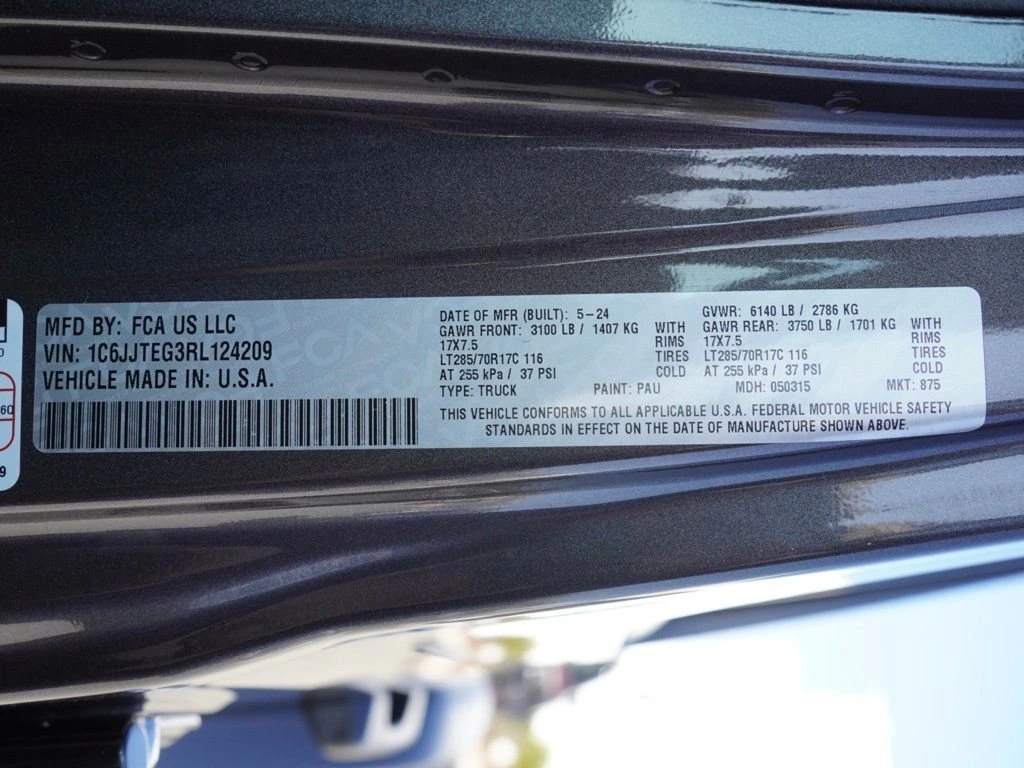 MFD BY: FCA US LLC
VIN: 1C6JJTEG3RL124209
VEHICLE MADE IN: U.S.A.
DATE OF MFR (BUILT): 5-24 GVWR: 6140 LB / 2786 KG
GAWR FRONT: 3100 LB / 1407 KG WITH GAWR REAR: 3750 LB / 1701 KG WITH
17X7.5 RIMS 17X7.5 RIMS
LT285/70R17C 116 TIRES LT285/70R17C 116 TIRES
AT 255 kPa / 37 PSI COLD AT 255 kPa / 37 PSI COLD
TYPE: TRUCK PAINT: PAU MDH: 050315 MKT: 875
THIS VEHICLE CONFORMS TO ALL APPLICABLE U.S.A. FEDERAL MOTOR VEHICLE SAFETY
STANDARDS IN EFFECT ON THE DATE OF MANUFACTURE SHOWN ABOVE.
60
9